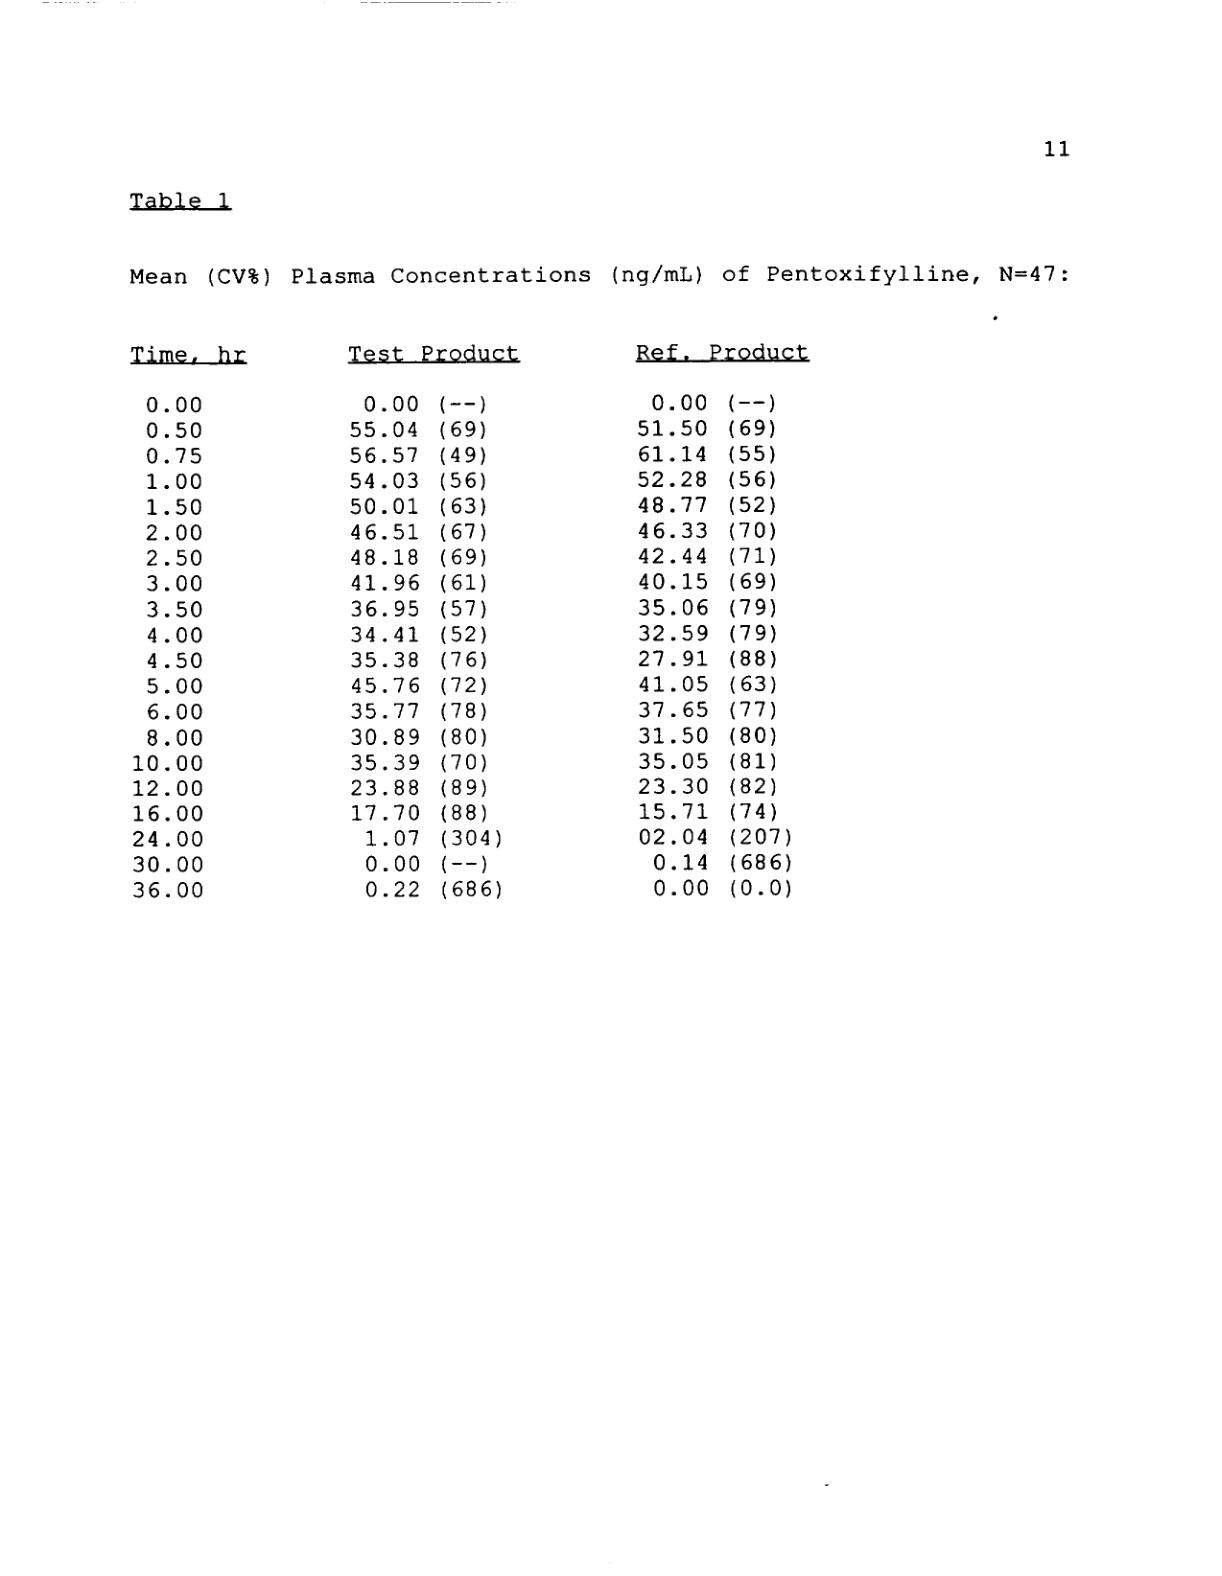 11
Table 1
Mean (CV%) Plasma Concentrations (ng/mL) of Pentoxifylline, N=47:
Time, hr Test Product Ref. Product
0.00 0.00 (--) 0.00 (--)
0.50 55.04 (69) 51.50 (69)
0.75 56.57 (49) 61.14 (55)
1.00 54.03 (56) 52.28 (56)
1.50 50.01 (63) 48.77 (52)
2.00 46.51 (67) 46.33 (70)
2.50 48.18 (69) 42.44 (71)
3.00 41.96 (61) 40.15 (69)
3.50 36.95 (57) 35.06 (79)
4.00 34.41 (52) 32.59 (79)
4.50 35.38 (76) 27.91 (88)
5.00 45.76 (72) 41.05 (63)
6.00 35.77 (78) 37.65 (77)
8.00 30.89 (80) 31.50 (80)
10.00 35.39 (70) 35.05 (81)
12.00 23.88 (89) 23.30 (82)
16.00 17.70 (88) 15.71 (74)
24.00 1.07 (304) 02.04 (207)
30.00 0.00 (--) 0.14 (686)
36.00 0.22 (686) 0.00 (0.0)